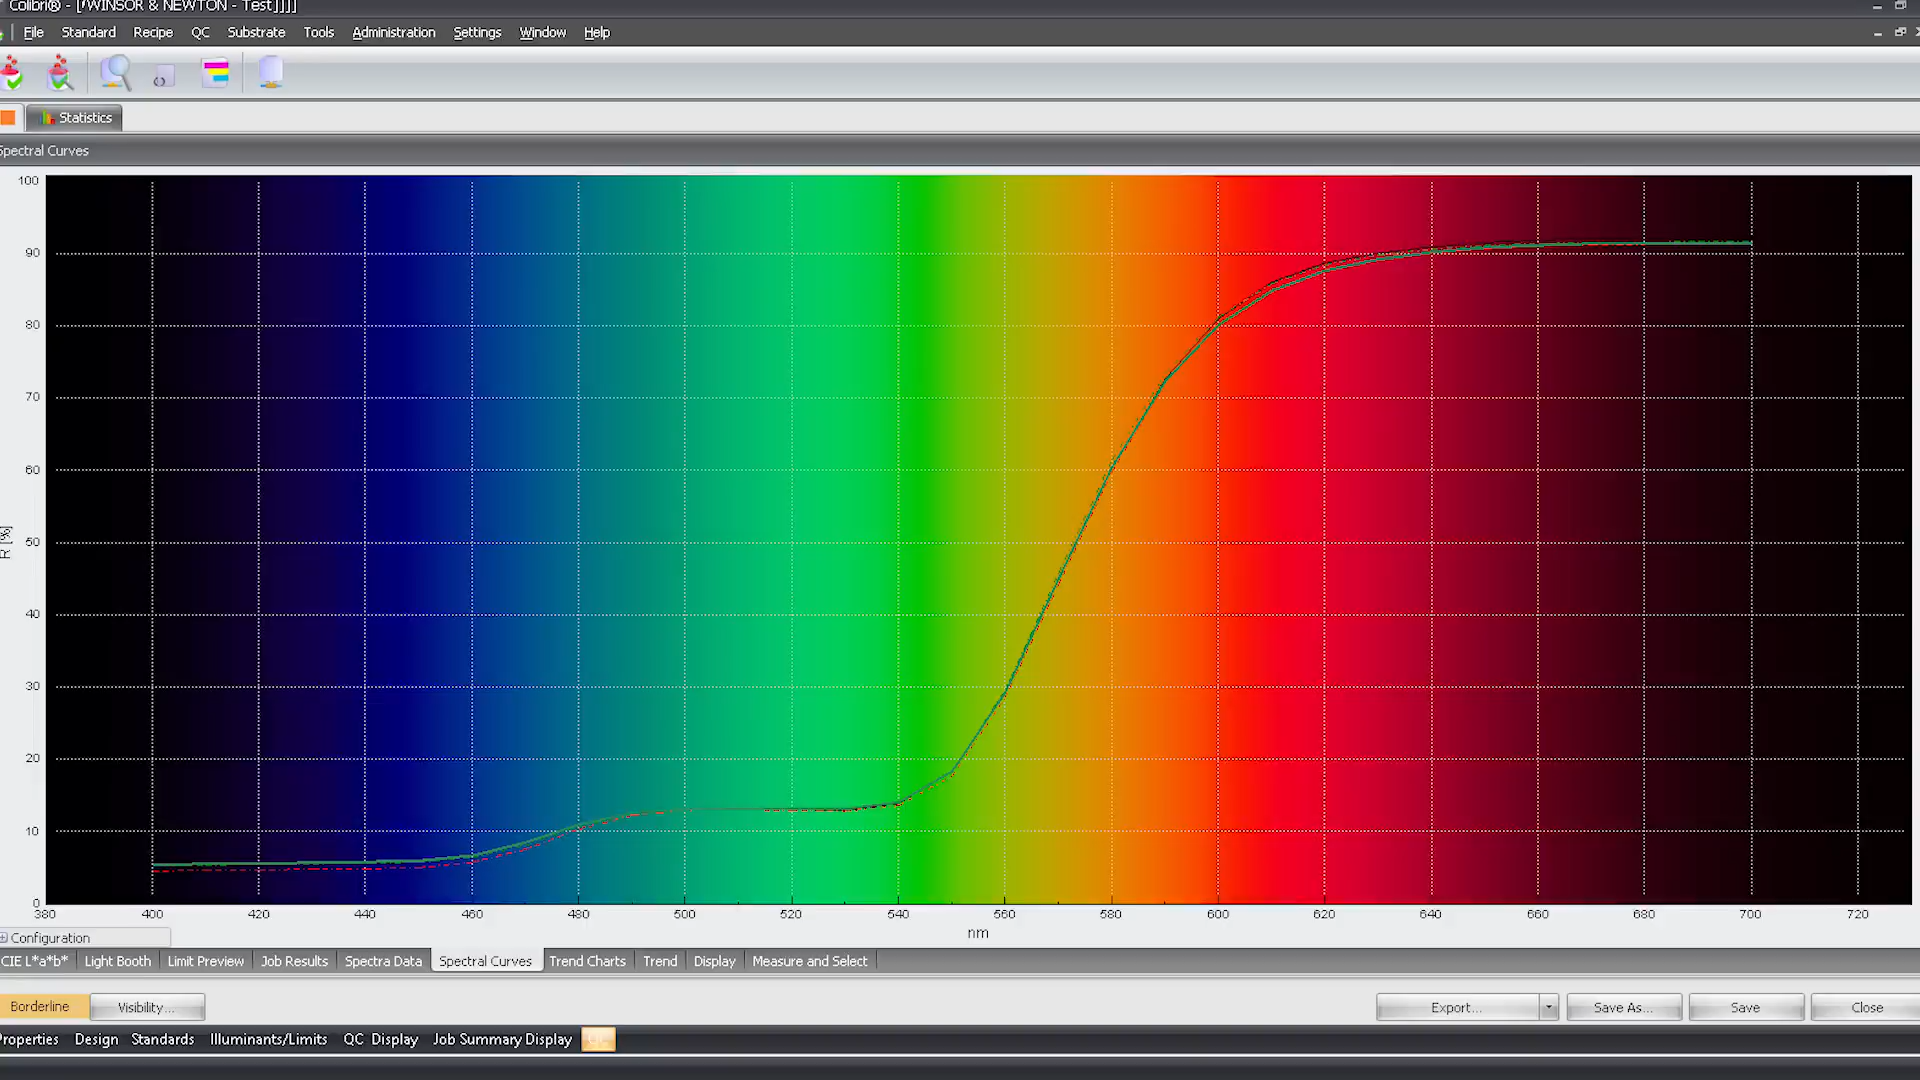 Colibri® - [[WINSOR & NEWTON - Test]]]]
File Standard Recipe QC Substrate Tools Administration Settings Window Help
Statistics
Spectral Curves
100
90
80
70
60
50
40
30
20
10
0
R [%]
380 400 420 440 460 480 500 520 540 560 580 600 620 640 660 680 700 720
nm
Configuration
CIE L*a*b* Light Booth Limit Preview Job Results Spectra Data Spectral Curves Trend Charts Trend Display Measure and Select
Borderline Visibility... Export... Save As... Save Close
roperties Design Standards Illuminants/Limits QC Display Job Summary Display